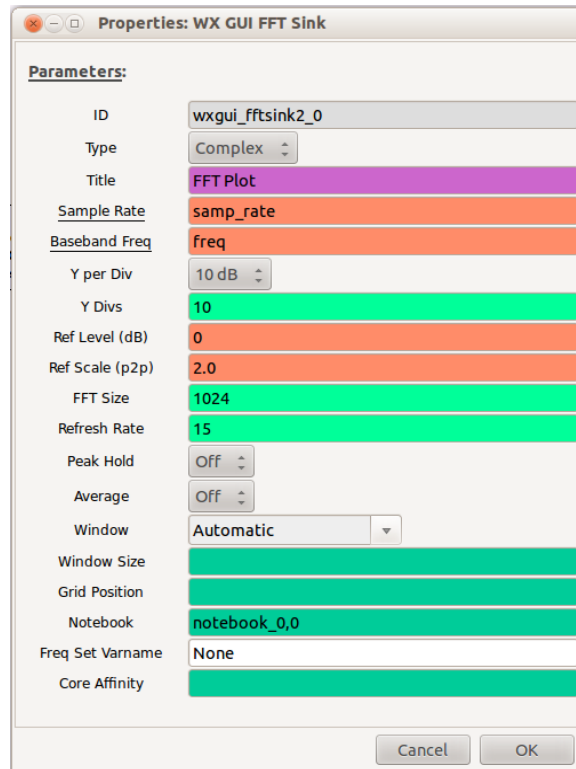 Properties: WX GUI FFT Sink
Parameters:
ID wxgui_fftsink2_0
Type Complex
Title FFT Plot
Sample Rate samp_rate
Baseband Freq freq
Y per Div 10 dB
Y Divs 10
Ref Level (dB) 0
Ref Scale (p2p) 2.0
FFT Size 1024
Refresh Rate 15
Peak Hold Off
Average Off
Window Automatic
Window Size
Grid Position
Notebook notebook_0,0
Freq Set Varname None
Core Affinity
Cancel OK